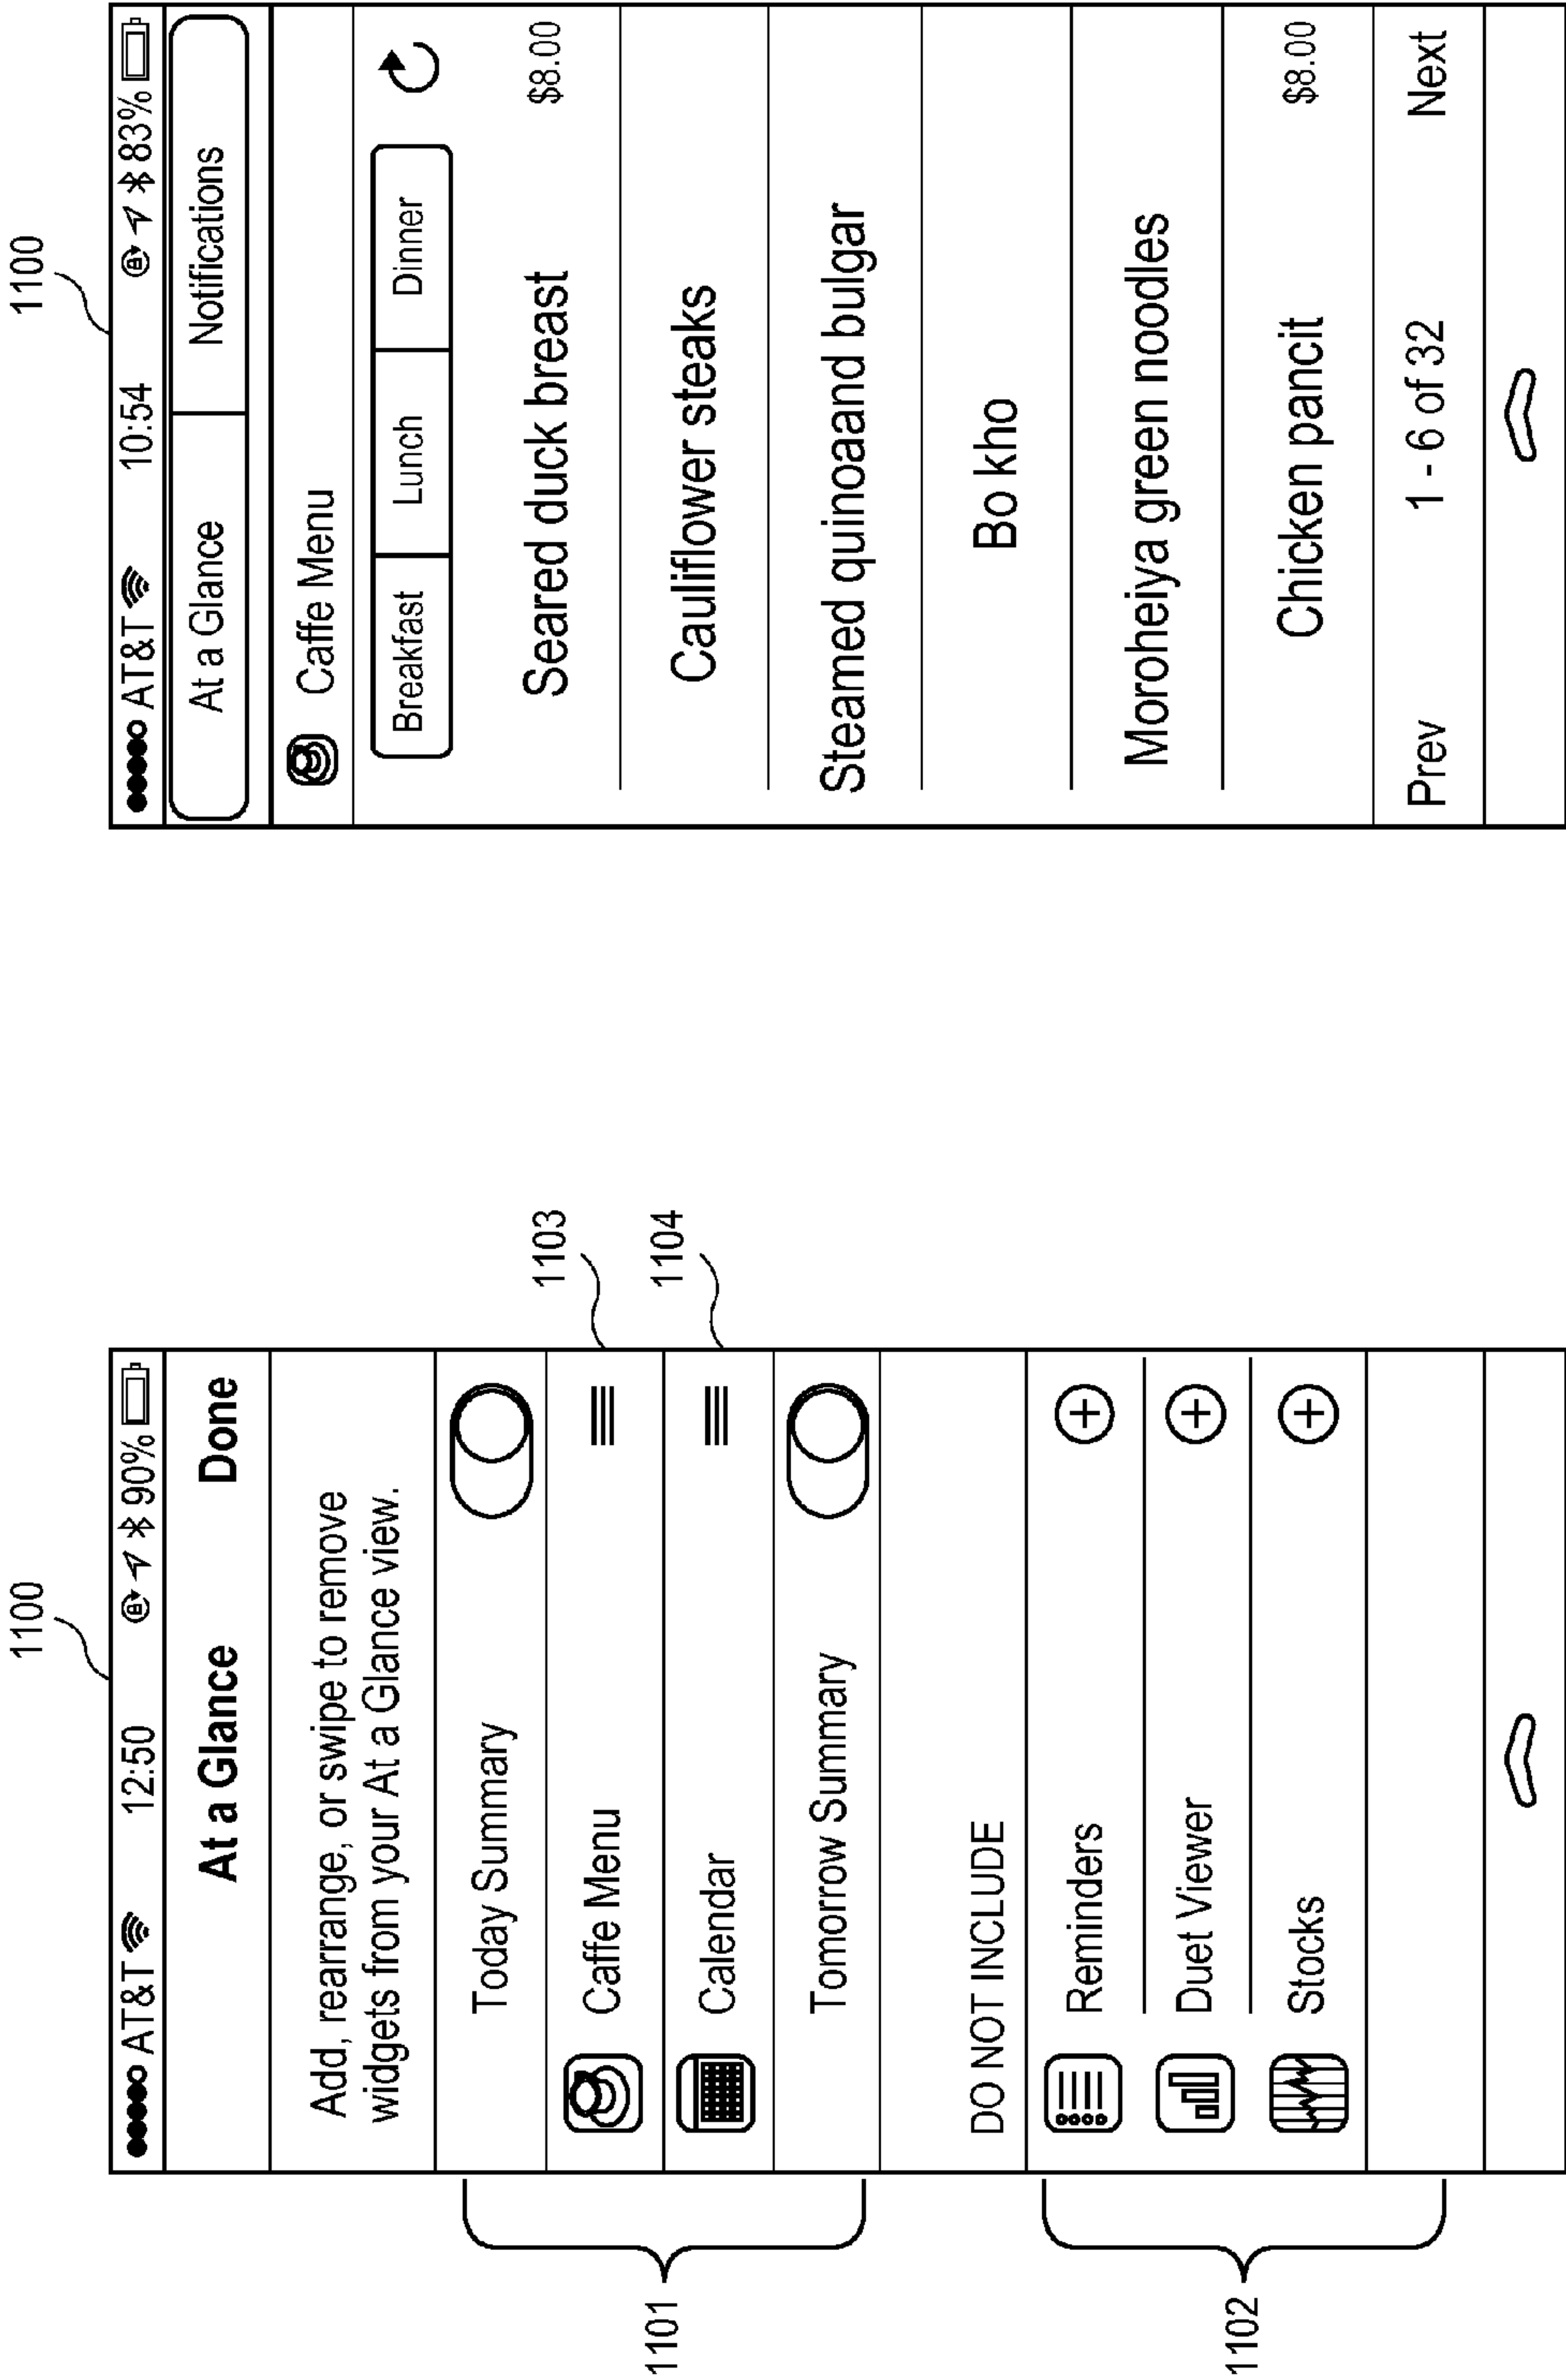 1100
AT&T 12:50 90%
At a Glance Done
Add, rearrange, or swipe to remove
widgets from your At a Glance view.
Today Summary
Caffe Menu
1103
Calendar
1104
Tomorrow Summary
1101
DO NOT INCLUDE
Reminders
Duet Viewer
Stocks
1102
1100
AT&T 10:54 83%
At a Glance Notifications
Caffe Menu
Breakfast Lunch Dinner
Seared duck breast $8.00
Cauliflower steaks
Steamed quinoaand bulgar
Bo kho
Moroheiya green noodles
Chicken pancit $8.00
Prev 1 - 6 of 32 Next